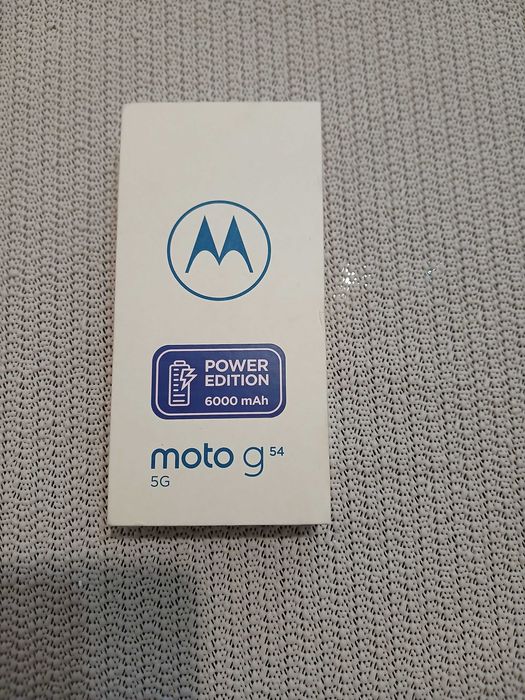 POWER
EDITION
6000 mAh
moto g 54
5G